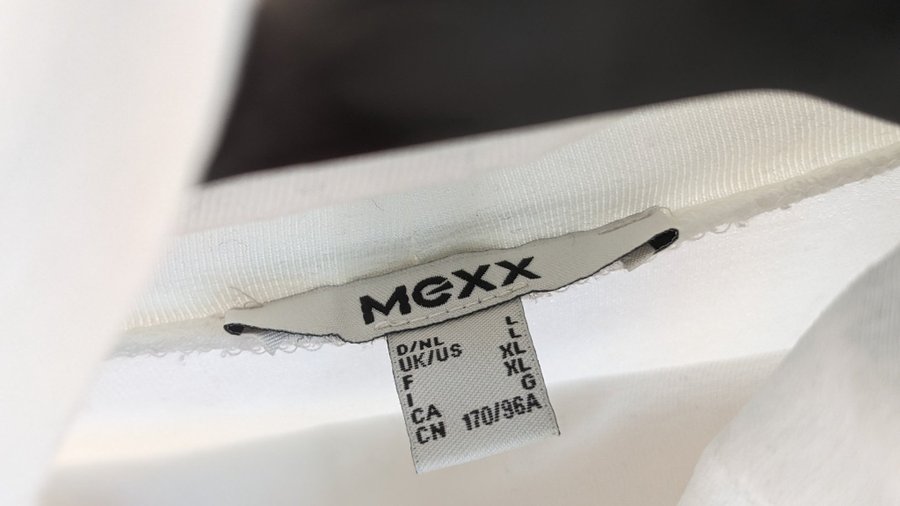 MEXX
D/NL L
UK/US L
F XL
I XL
CA G
CN 170/96A